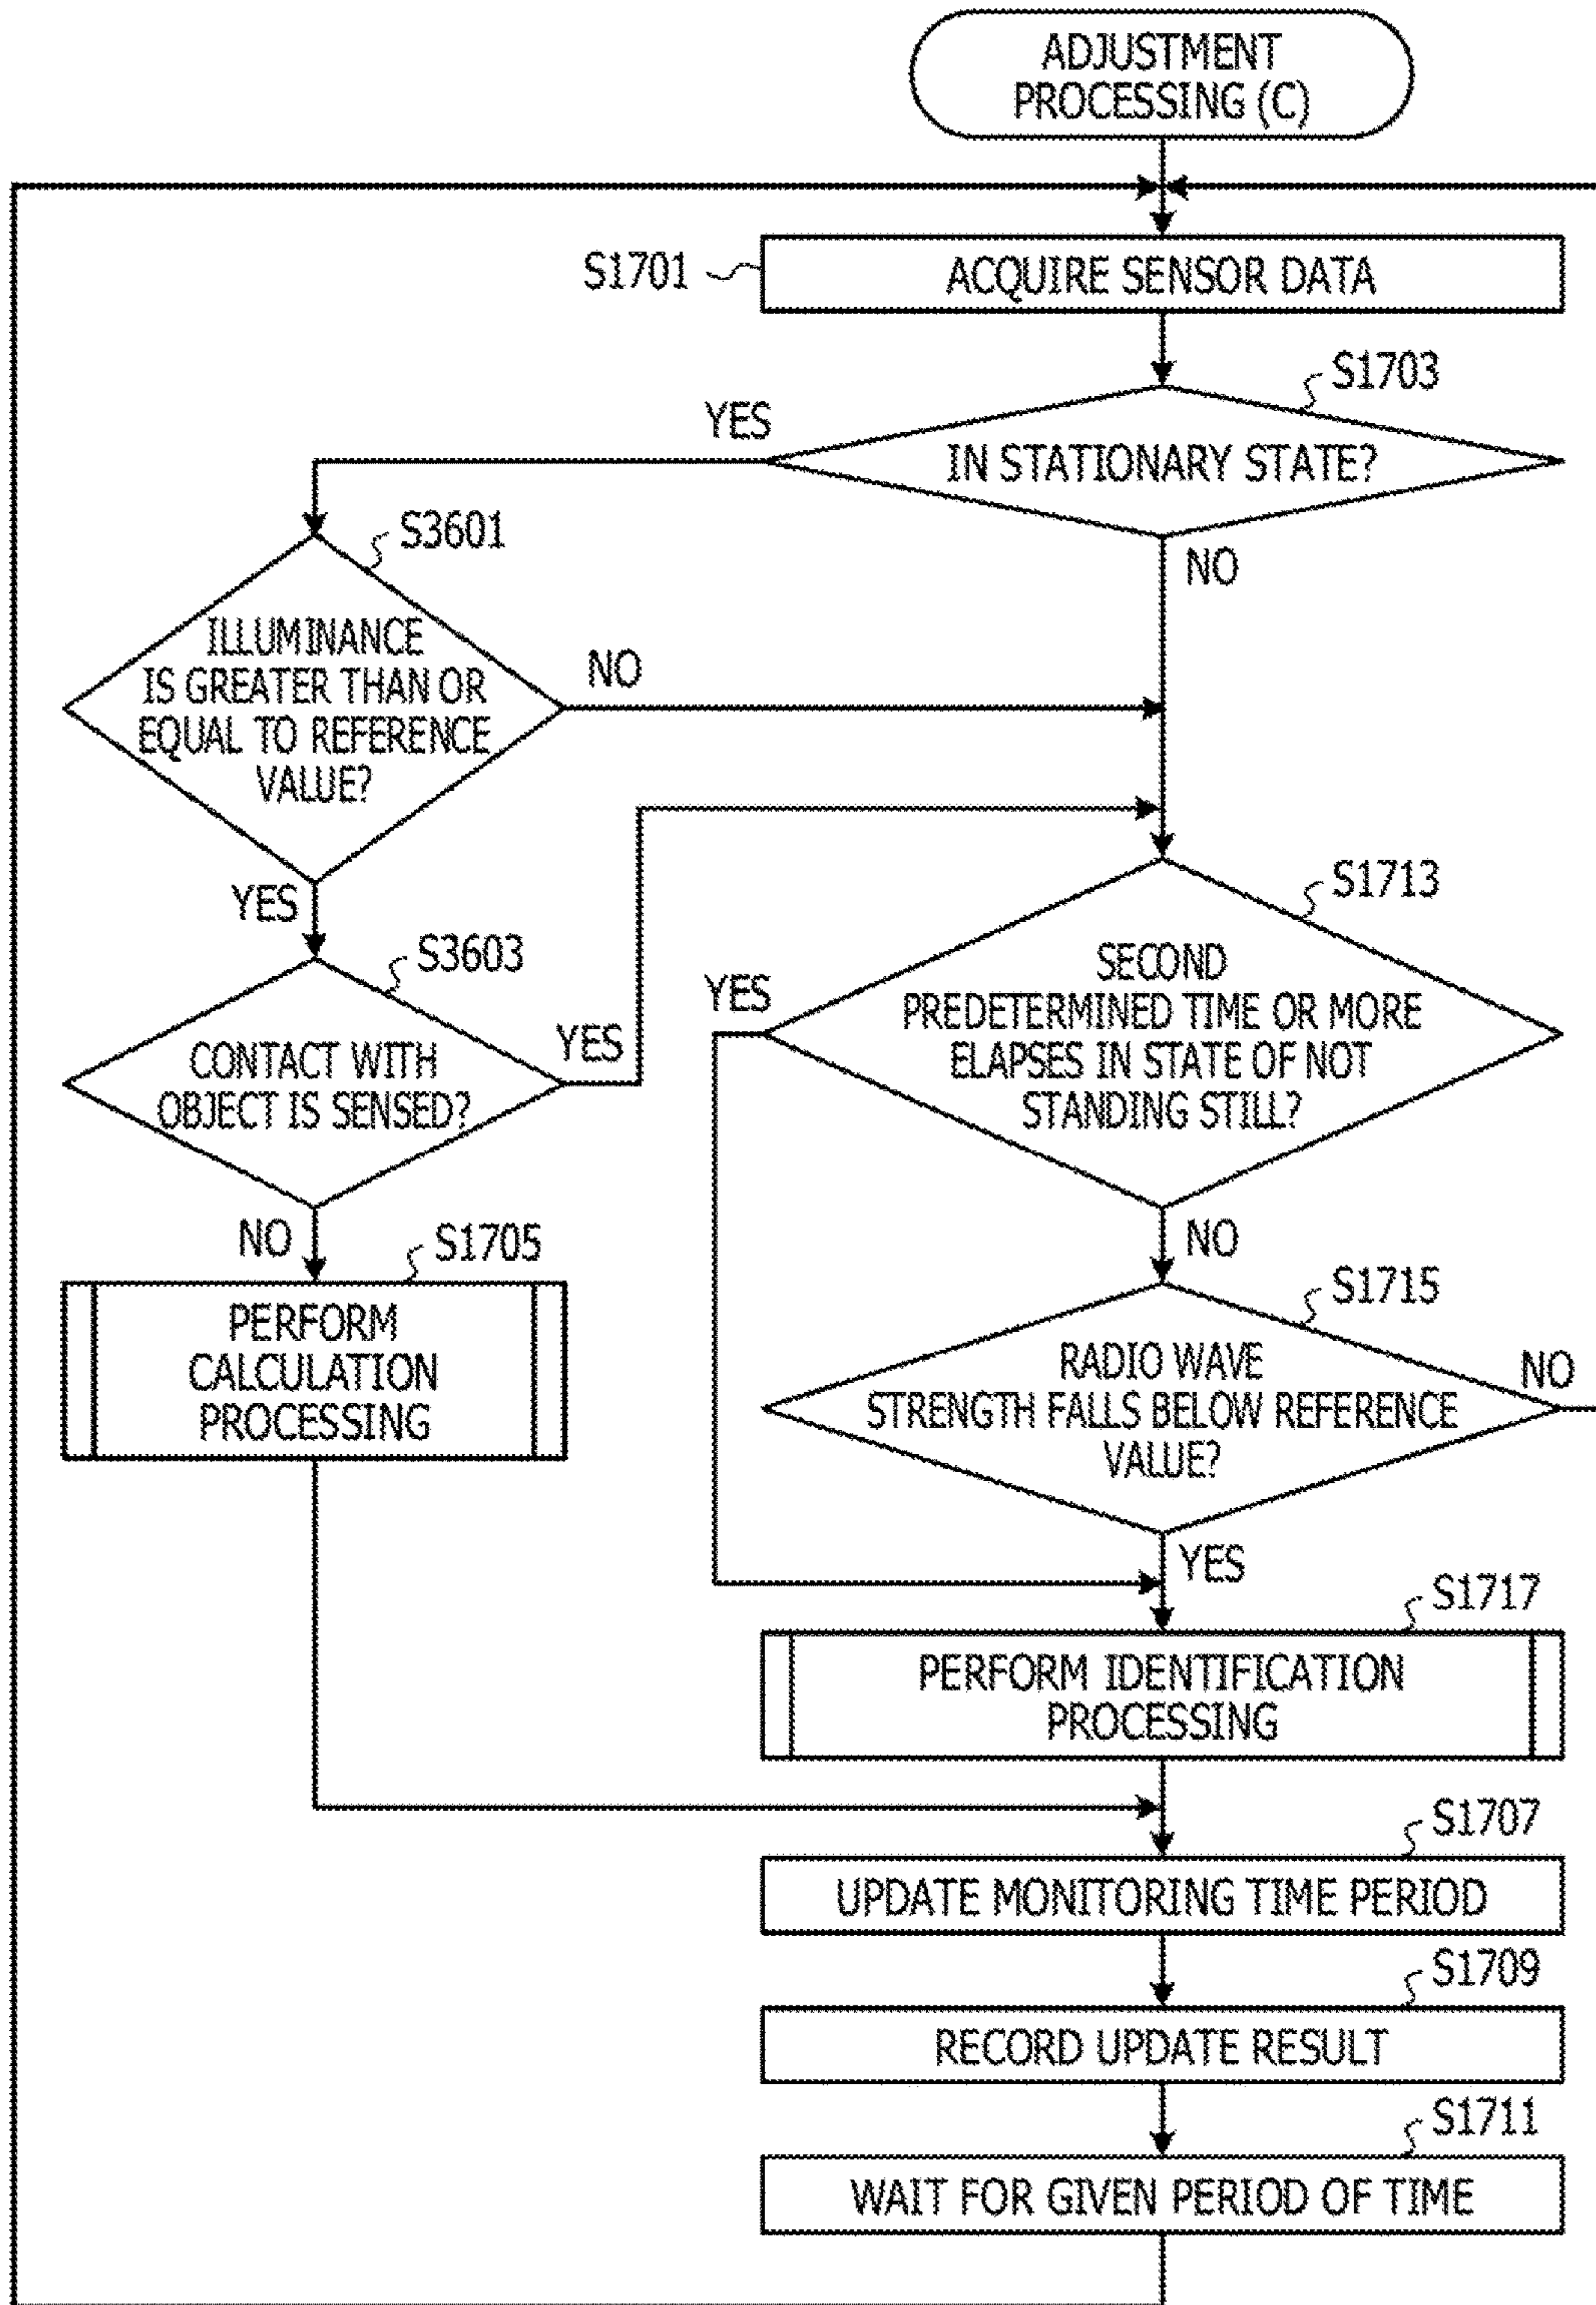 ADJUSTMENT
PROCESSING (C)
S1701
ACQUIRE SENSOR DATA
S1703
YES
IN STATIONARY STATE?
NO
S3601
ILLUMINANCE
IS GREATER THAN OR
EQUAL TO REFERENCE
VALUE?
NO
YES
S3603
CONTACT WITH
OBJECT IS SENSED?
YES
NO
S1705
PERFORM
CALCULATION
PROCESSING
S1713
SECOND
PREDETERMINED TIME OR MORE
ELAPSES IN STATE OF NOT
STANDING STILL?
YES
NO
S1715
RADIO WAVE
STRENGTH FALLS BELOW REFERENCE
VALUE?
NO
YES
S1717
PERFORM IDENTIFICATION
PROCESSING
S1707
UPDATE MONITORING TIME PERIOD
S1709
RECORD UPDATE RESULT
S1711
WAIT FOR GIVEN PERIOD OF TIME